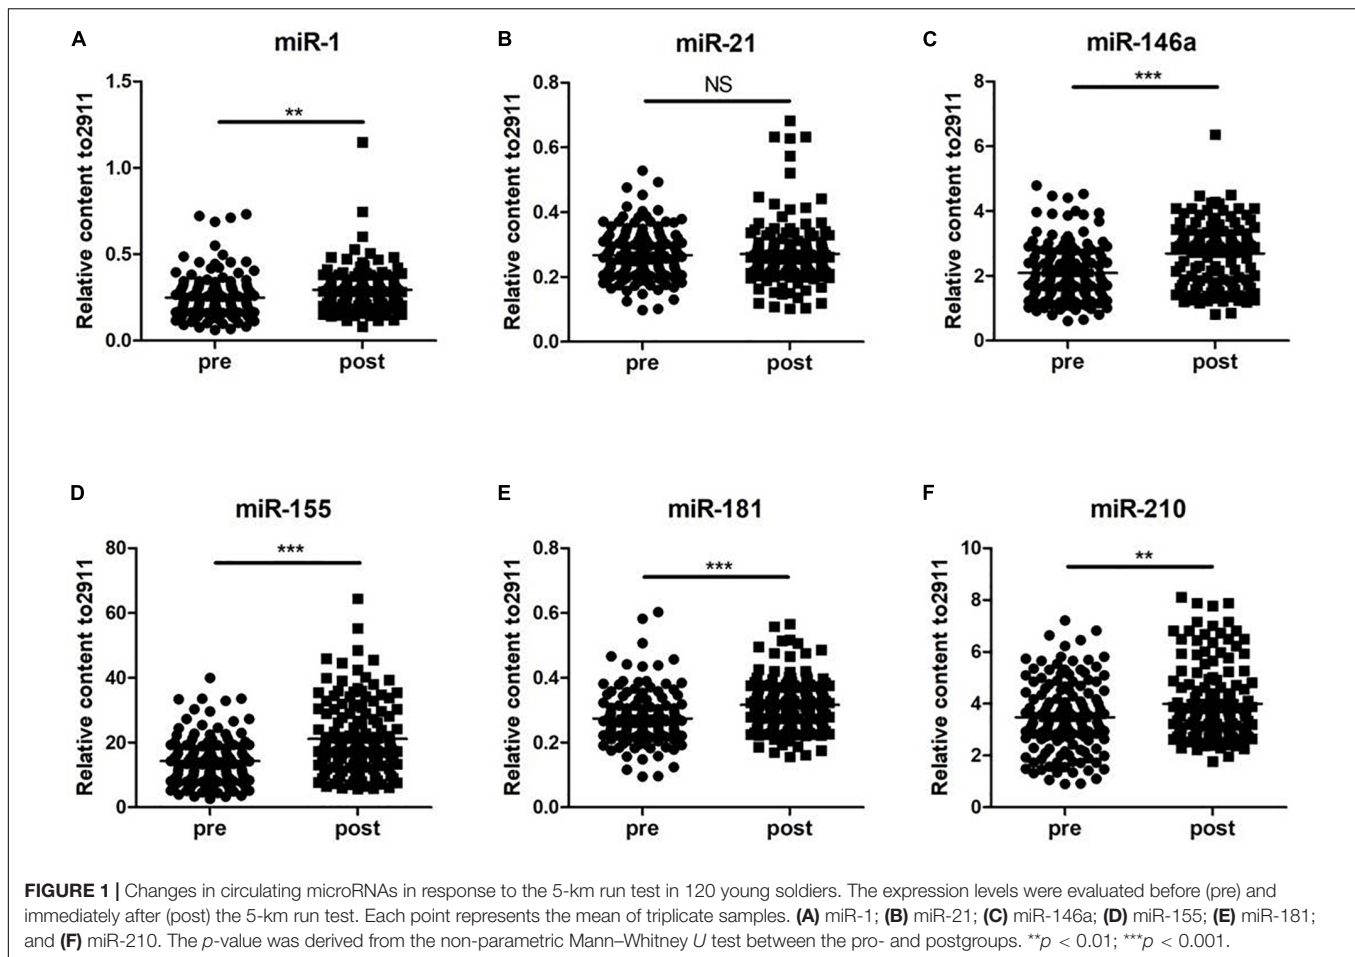 A
miR-1
Relative content to2911
1.5
1.0
0.5
0.0
**
pre
post
B
miR-21
Relative content to2911
0.8
0.6
0.4
0.2
0.0
NS
pre
post
C
miR-146a
Relative content to2911
8
6
4
2
0
***
pre
post
D
miR-155
Relative content to2911
80
60
40
20
0
***
pre
post
E
miR-181
Relative content to2911
0.8
0.6
0.4
0.2
0.0
***
pre
post
F
miR-210
Relative content to2911
10
8
6
4
2
0
**
pre
post
FIGURE 1 | Changes in circulating microRNAs in response to the 5-km run test in 120 young soldiers. The expression levels were evaluated before (pre) and
immediately after (post) the 5-km run test. Each point represents the mean of triplicate samples. (A) miR-1; (B) miR-21; (C) miR-146a; (D) miR-155; (E) miR-181;
and (F) miR-210. The p-value was derived from the non-parametric Mann–Whitney U test between the pro- and postgroups. **p < 0.01; ***p < 0.001.